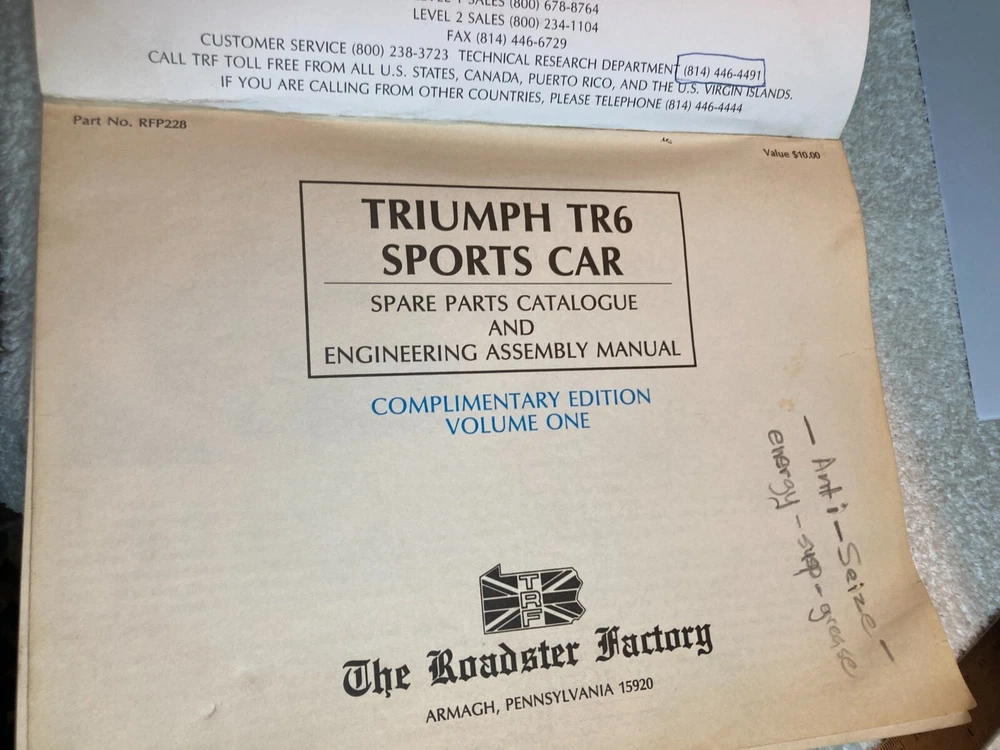 SALES (800) 678-8764
LEVEL 2 SALES (800) 234-1104
FAX (814) 446-6729
CUSTOMER SERVICE (800) 238-3723 TECHNICAL RESEARCH DEPARTMENT (814) 446-4491
CALL TRF TOLL FREE FROM ALL U.S. STATES, CANADA, PUERTO RICO, AND THE U.S. VIRGIN ISLANDS.
IF YOU ARE CALLING FROM OTHER COUNTRIES, PLEASE TELEPHONE (814) 446-4444
Part No. RFP228
Value $10.00
TRIUMPH TR6
SPORTS CAR
SPARE PARTS CATALOGUE
AND
ENGINEERING ASSEMBLY MANUAL
COMPLIMENTARY EDITION
VOLUME ONE
— Anti-Seize —
energy - susp - grease
TRF
The Roadster Factory
ARMAGH, PENNSYLVANIA 15920